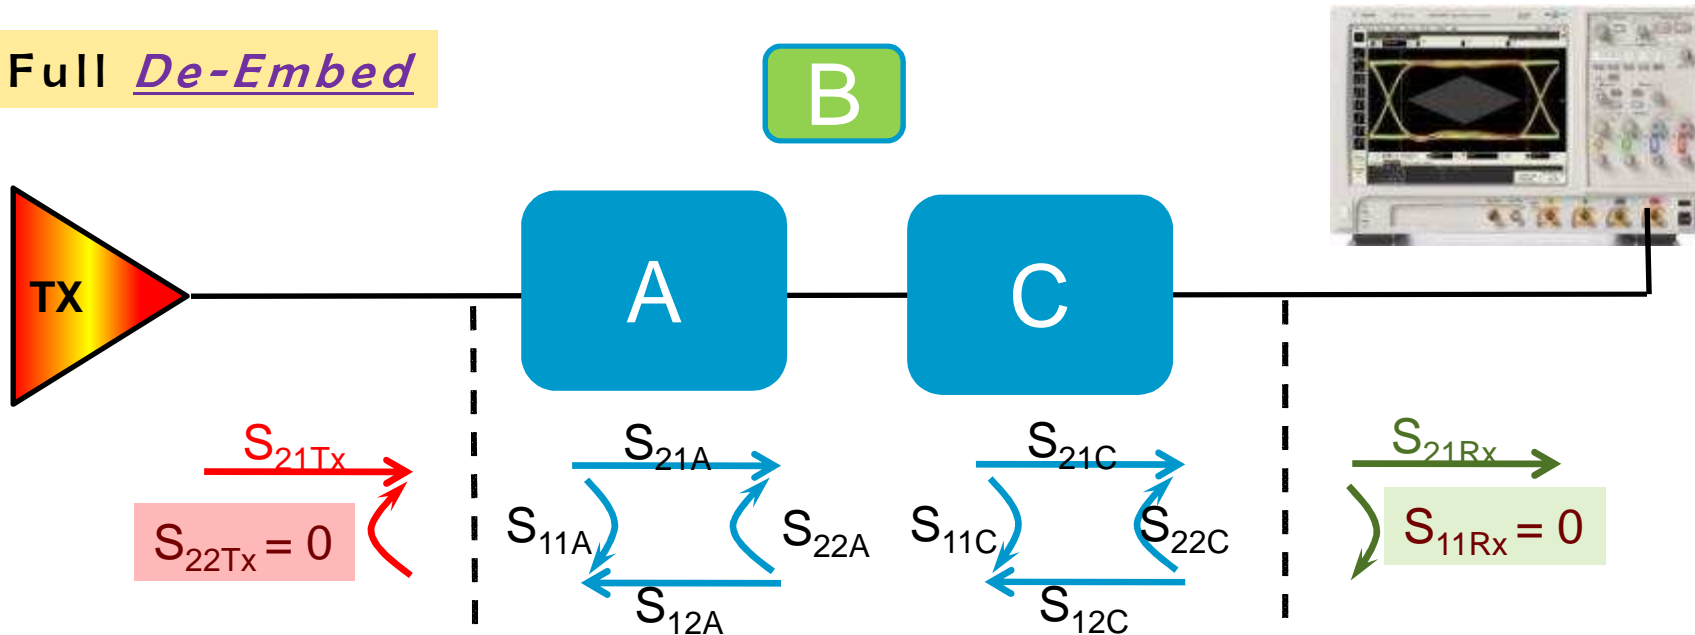 Full De-Embed
B
TX
A
C
S21Tx
S21A
S21C
S21Rx
S22Tx = 0
S11A
S22A
S11C
S22C
S11Rx = 0
S12A
S12C